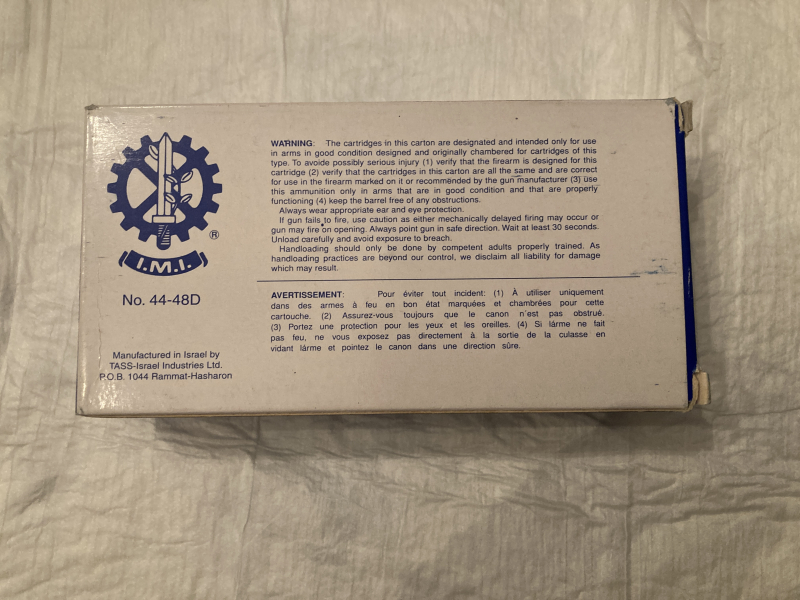 I.M.I.
®
No. 44-48D
Manufactured in Israel by
TASS-Israel Industries Ltd.
P.O.B. 1044 Rammat-Hasharon
WARNING: The cartridges in this carton are designated and intended only for use
in arms in good condition designed and originally chambered for cartridges of this
type. To avoide possibly serious injury (1) verify that the firearm is designed for this
cartridge (2) verify that the cartridges in this carton are all the same and are correct
for use in the firearm marked on it or recommended by the gun manufacturer (3) use
this ammunition only in arms that are in good condition and that are properly
functioning (4) keep the barrel free of any obstructions.
Always wear appropriate ear and eye protection.
If gun fails to fire, use caution as either mechanically delayed firing may occur or
gun may fire on opening. Always point gun in safe direction. Wait at least 30 seconds.
Unload carefully and avoid exposure to breach.
Handloading should only be done by competent adults properly trained. As
handloading practices are beyond our control, we disclaim all liability for damage
which may result.
AVERTISSEMENT: Pour éviter tout incident: (1) À utiliser uniquement
dans des armes à feu en bon état marquées et chambrées pour cette
cartouche. (2) Assurez-vous toujours que le canon n'est pas obstrué.
(3) Portez une protection pour les yeux et les oreilles. (4) Si lárme ne fait
pas feu, ne vous exposez pas directement à la sortie de la culasse en
vidant lárme et pointez le canon dans une direction sûre.